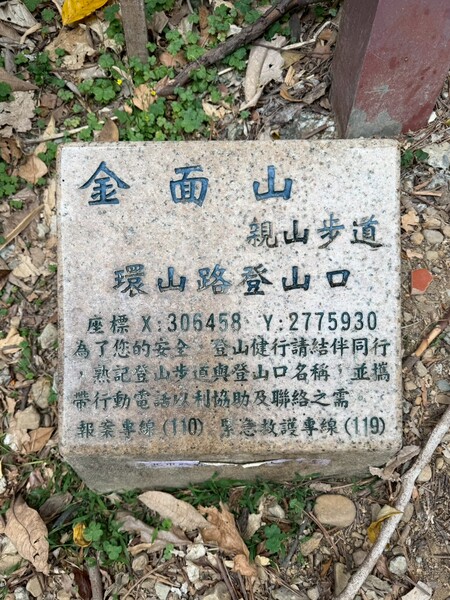 金面山
親山步道
環山路登山口
座標 X:306458 Y:2775930
為了您的安全，登山健行請結伴同行
，熟記登山步道與登山口名稱，並攜
帶行動電話以利協助及聯絡之需
報案專線(110) 緊急救護專線(119)